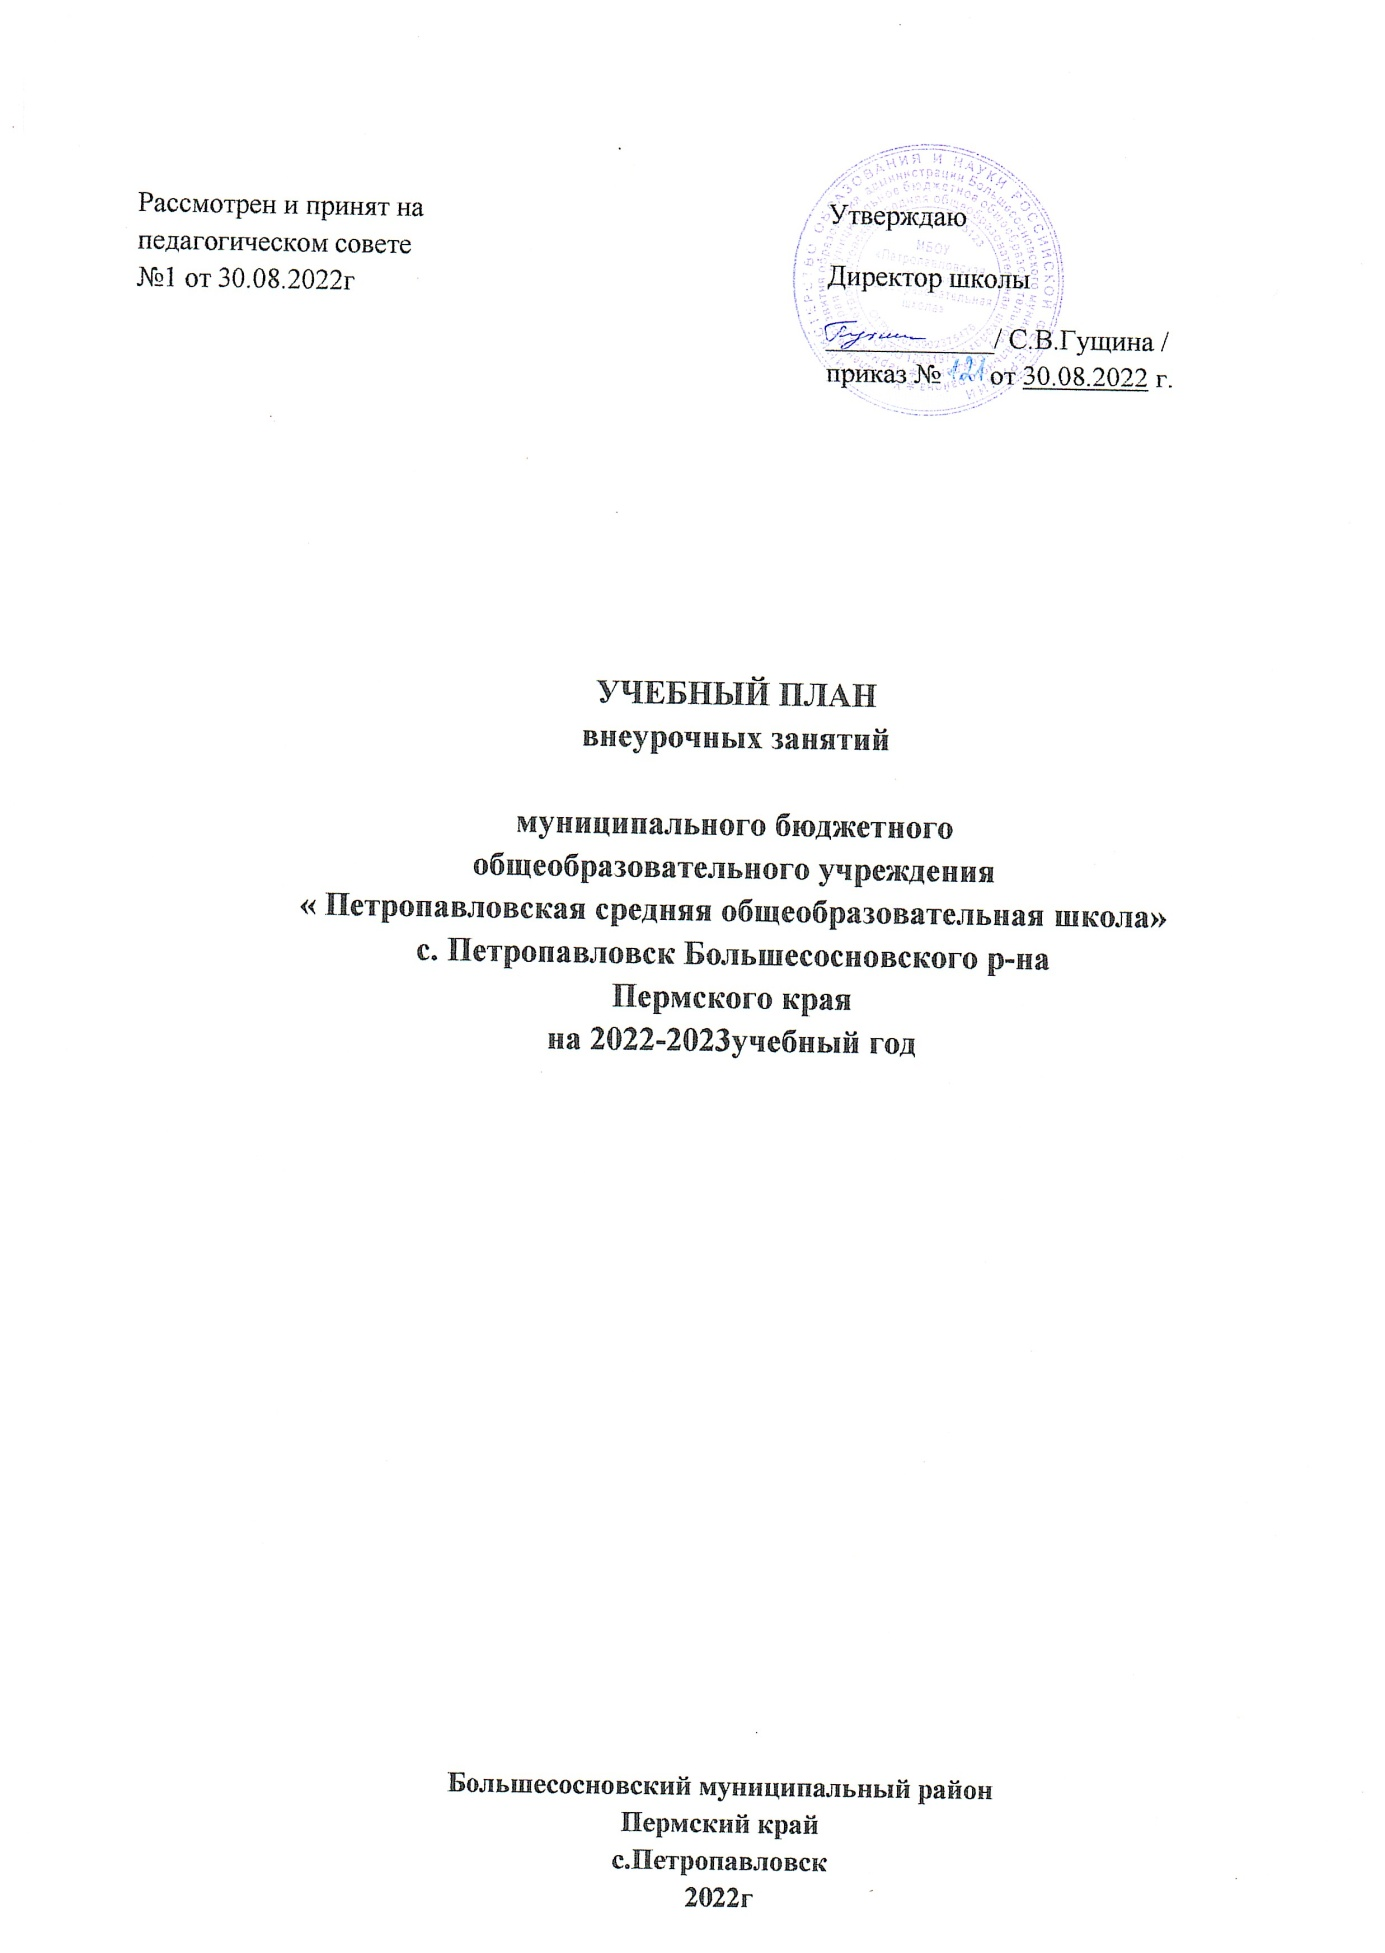 Рассмотрен и принят на
педагогическом совете
№1 от 30.08.2022г
Утверждаю
Директор школы
/ С.В.Гущина /
приказ № 121 от 30.08.2022 г.
УЧЕБНЫЙ ПЛАН
внеурочных занятий
муниципального бюджетного
общеобразовательного учреждения
« Петропавловская средняя общеобразовательная школа»
с. Петропавловск Большесосновского р-на
Пермского края
на 2022-2023учебный год
Большесосновский муниципальный район
Пермский край
с.Петропавловск
2022г